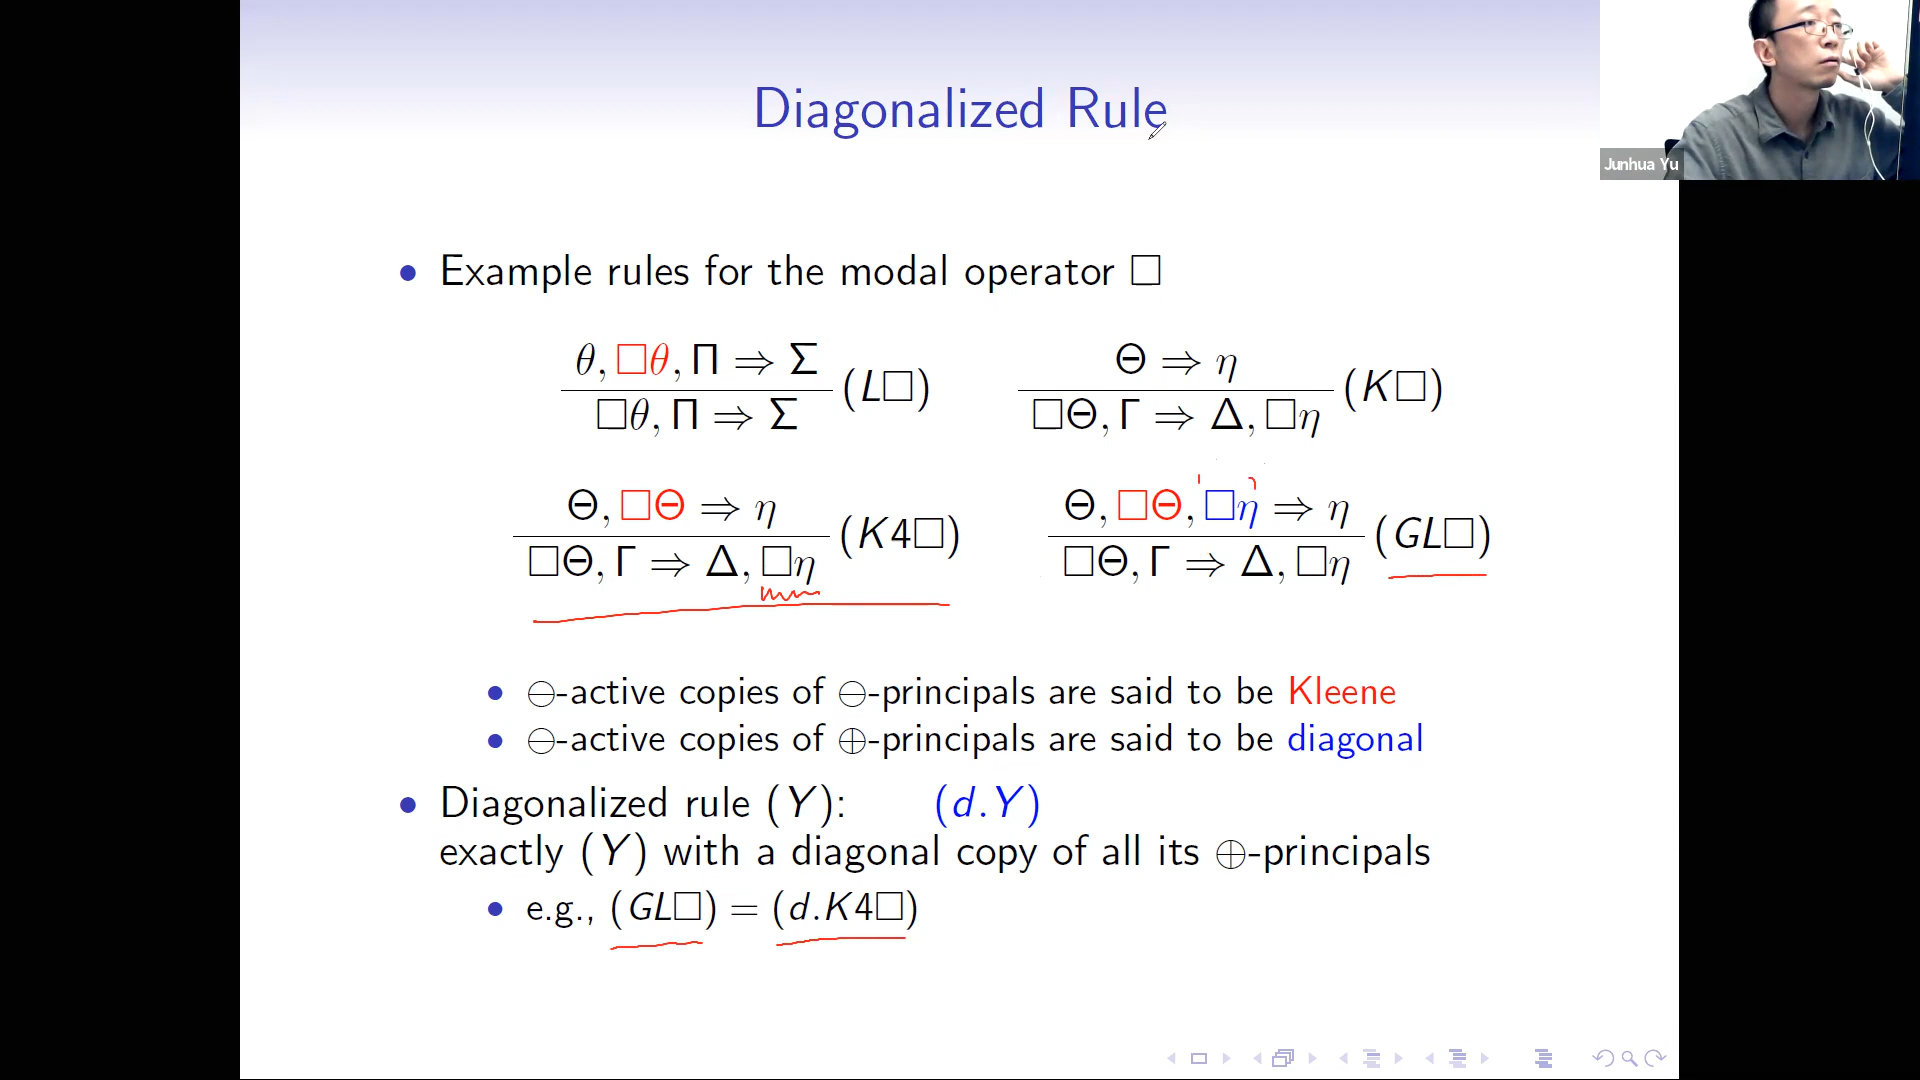 Diagonalized Rule
Junhua Yu
• Example rules for the modal operator □
θ, □θ, Π ⇒ Σ
□θ, Π ⇒ Σ
(L□)
Θ ⇒ η
□Θ, Γ ⇒ Δ, □η
(K□)
Θ, □Θ ⇒ η
□Θ, Γ ⇒ Δ, □η
(K4□)
Θ, □Θ, □η ⇒ η
□Θ, Γ ⇒ Δ, □η
(GL□)
• ⊖-active copies of ⊖-principals are said to be Kleene
• ⊖-active copies of ⊕-principals are said to be diagonal
• Diagonalized rule (Y): (d.Y)
exactly (Y) with a diagonal copy of all its ⊕-principals
• e.g., (GL□) = (d.K4□)